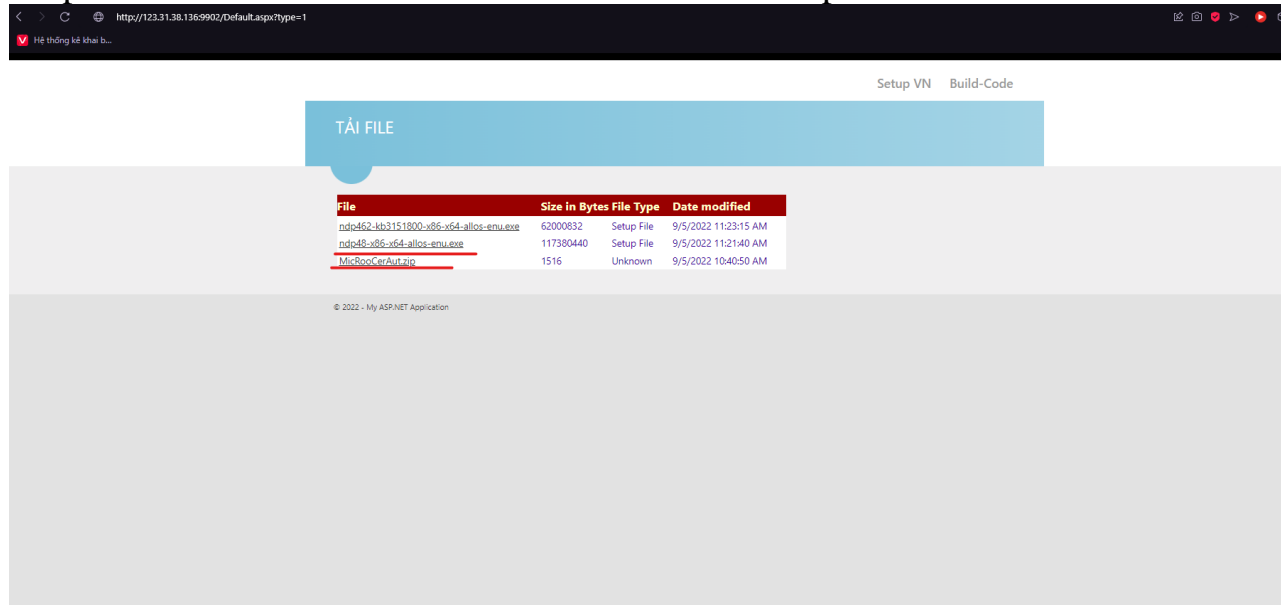 http://123.31.38.136:9902/Default.aspx?type=1
Hệ thống kê khai b...
Setup VN Build-Code
TẢI FILE
File Size in Bytes File Type Date modified
ndp462-kb3151800-x86-x64-allos-enu.exe 62000832 Setup File 9/5/2022 11:23:15 AM
ndp48-x86-x64-allos-enu.exe 117380440 Setup File 9/5/2022 11:21:40 AM
MicRooCerAut.zip 1516 Unknown 9/5/2022 10:40:50 AM
© 2022 - My ASP.NET Application